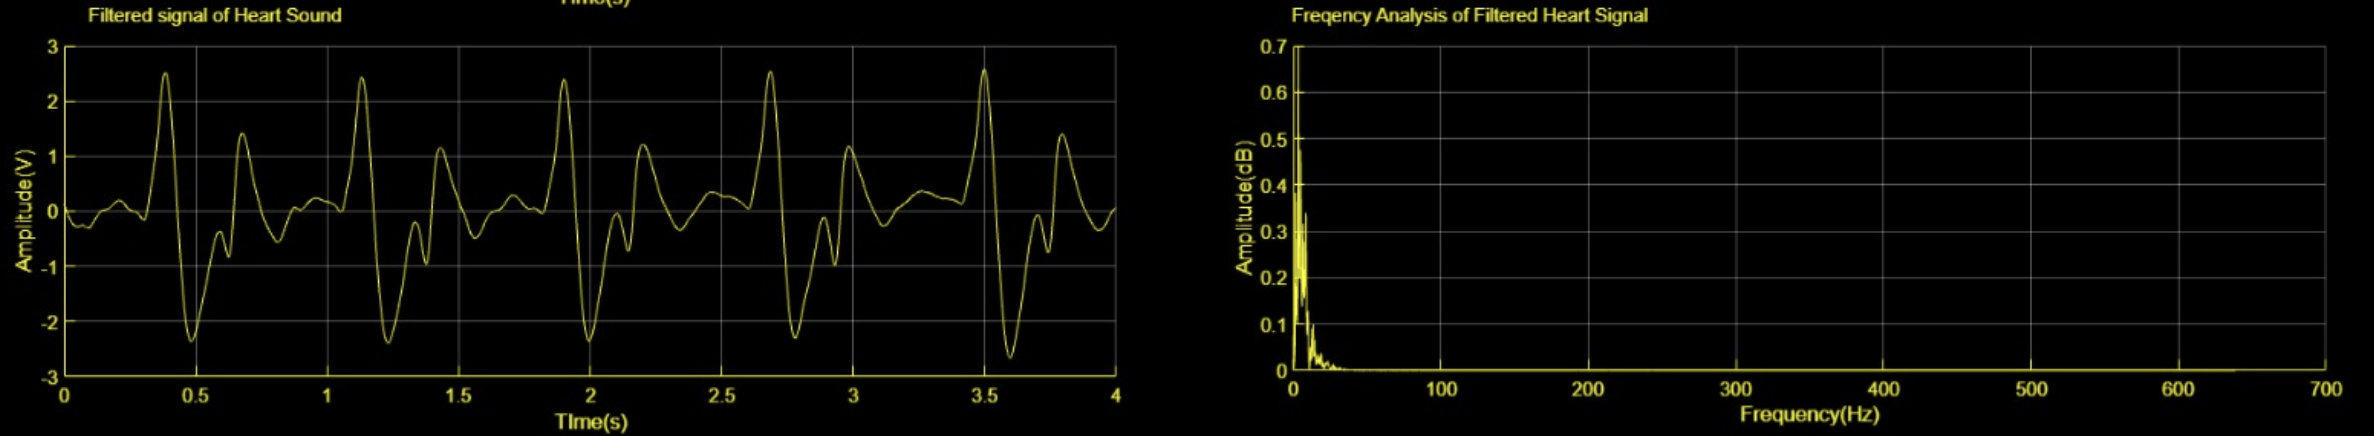 Time(s)
Filtered signal of Heart Sound
3
2
1
0
-1
-2
-3
Amplitude(V)
0 0.5 1 1.5 2 2.5 3 3.5 4
TIme(s)
Freqency Analysis of Filtered Heart Signal
0.7
0.6
0.5
0.4
0.3
0.2
0.1
0
Amplitude(dB)
0 100 200 300 400 500 600 700
Frequency(Hz)